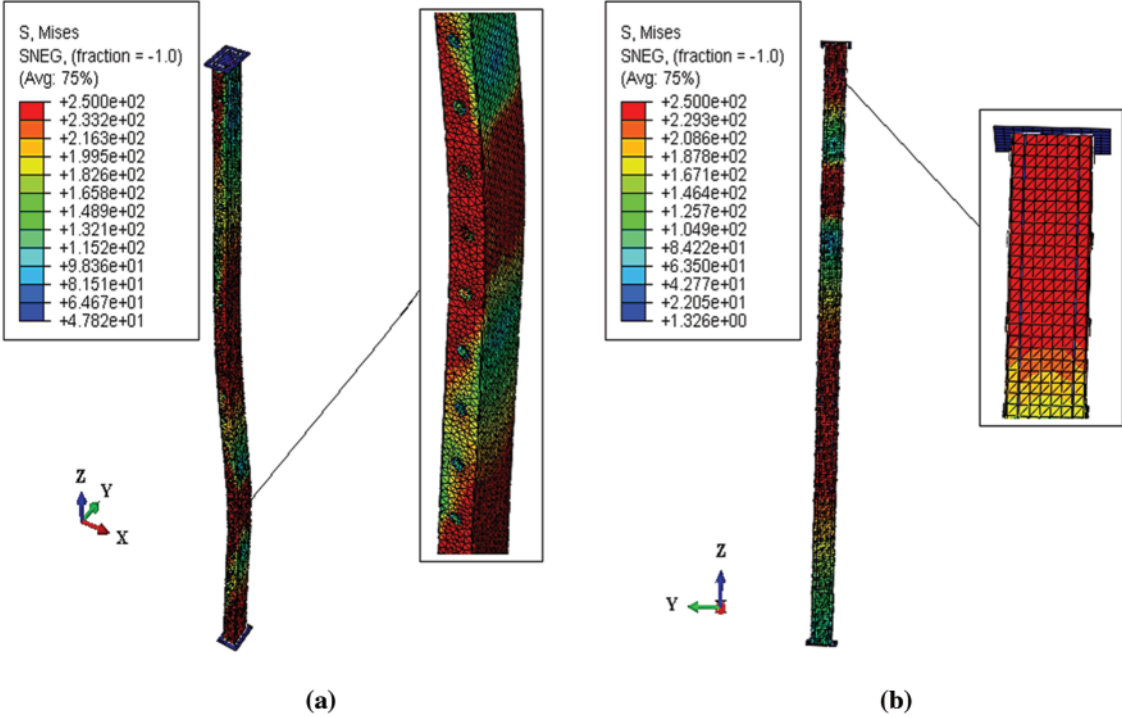 S, Mises
SNEG, (fraction = -1.0)
(Avg: 75%)
+2.500e+02
+2.332e+02
+2.163e+02
+1.995e+02
+1.826e+02
+1.658e+02
+1.489e+02
+1.321e+02
+1.152e+02
+9.836e+01
+8.151e+01
+6.467e+01
+4.782e+01
Z
Y
X
(a)
S, Mises
SNEG, (fraction = -1.0)
(Avg: 75%)
+2.500e+02
+2.293e+02
+2.086e+02
+1.878e+02
+1.671e+02
+1.464e+02
+1.257e+02
+1.049e+02
+8.422e+01
+6.350e+01
+4.277e+01
+2.205e+01
+1.326e+00
Z
Y
(b)